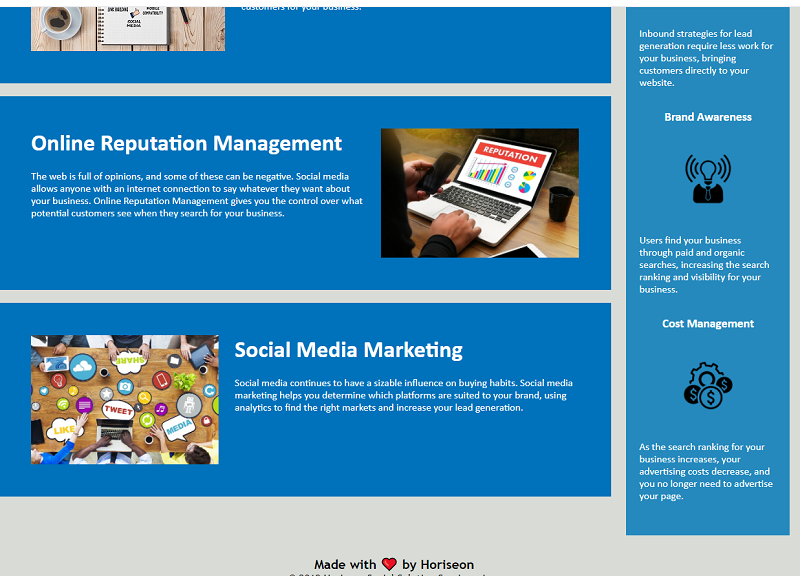 customers for your business.
SOCIAL
MEDIA
Online Reputation Management
The web is full of opinions, and some of these can be negative. Social media
allows anyone with an internet connection to say whatever they want about
your business. Online Reputation Management gives you the control over what
potential customers see when they search for your business.
REPUTATION
Social Media Marketing
Social media continues to have a sizable influence on buying habits. Social media
marketing helps you determine which platforms are suited to your brand, using
analytics to find the right markets and increase your lead generation.
SHARE
TWEET
LIKE
MEDIA
Inbound strategies for lead
generation require less work for
your business, bringing
customers directly to your
website.
Brand Awareness
Users find your business
through paid and organic
searches, increasing the search
ranking and visibility for your
business.
Cost Management
$ $ $
As the search ranking for your
business increases, your
advertising costs decrease, and
you no longer need to advertise
your page.
Made with ❤️ by Horiseon